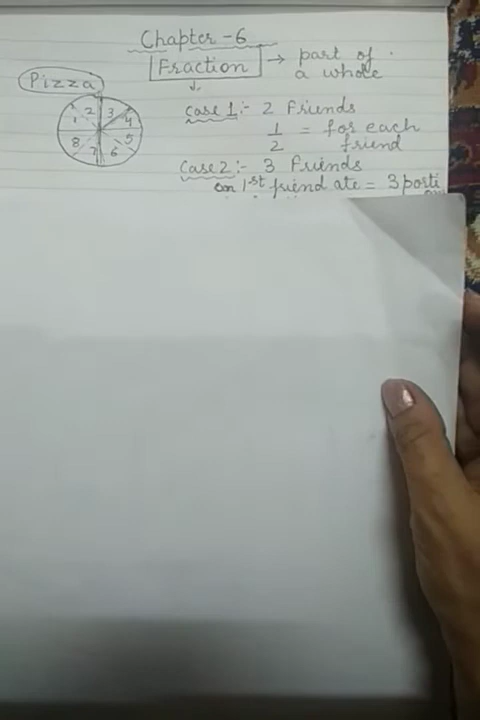 Chapter-6
Fraction → part of a whole
Pizza
1 2 3 4 5 6 7 8
Case 1:- 2 Friends
1/2 = for each friend
Case 2:- 3 Friends
1st friend ate = 3 porti